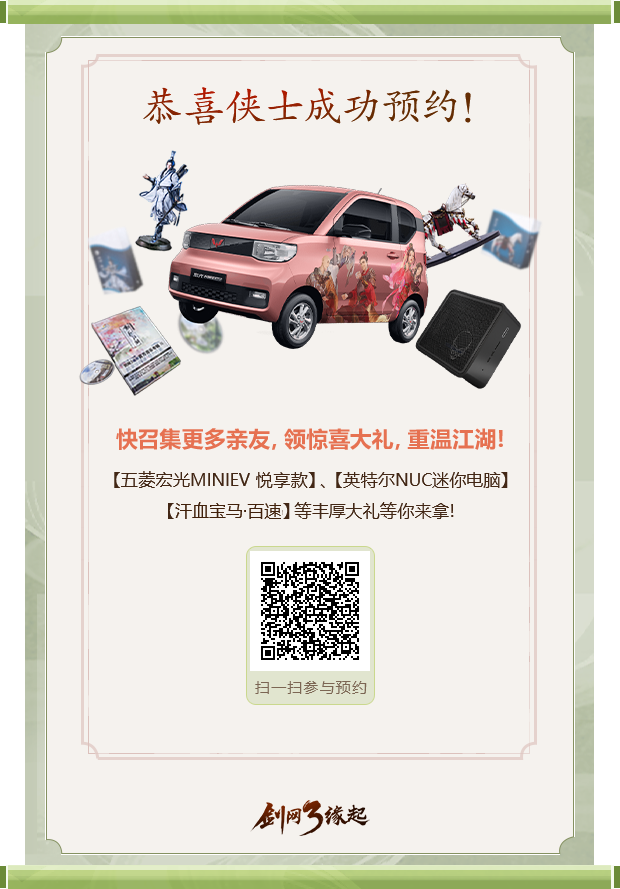 恭喜侠士成功预约!
快召集更多亲友, 领惊喜大礼, 重温江湖!
【五菱宏光MINIEV 悦享款】、【英特尔NUC迷你电脑】
【汗血宝马·百速】等丰厚大礼等你来拿!
扫一扫参与预约
剑网3缘起